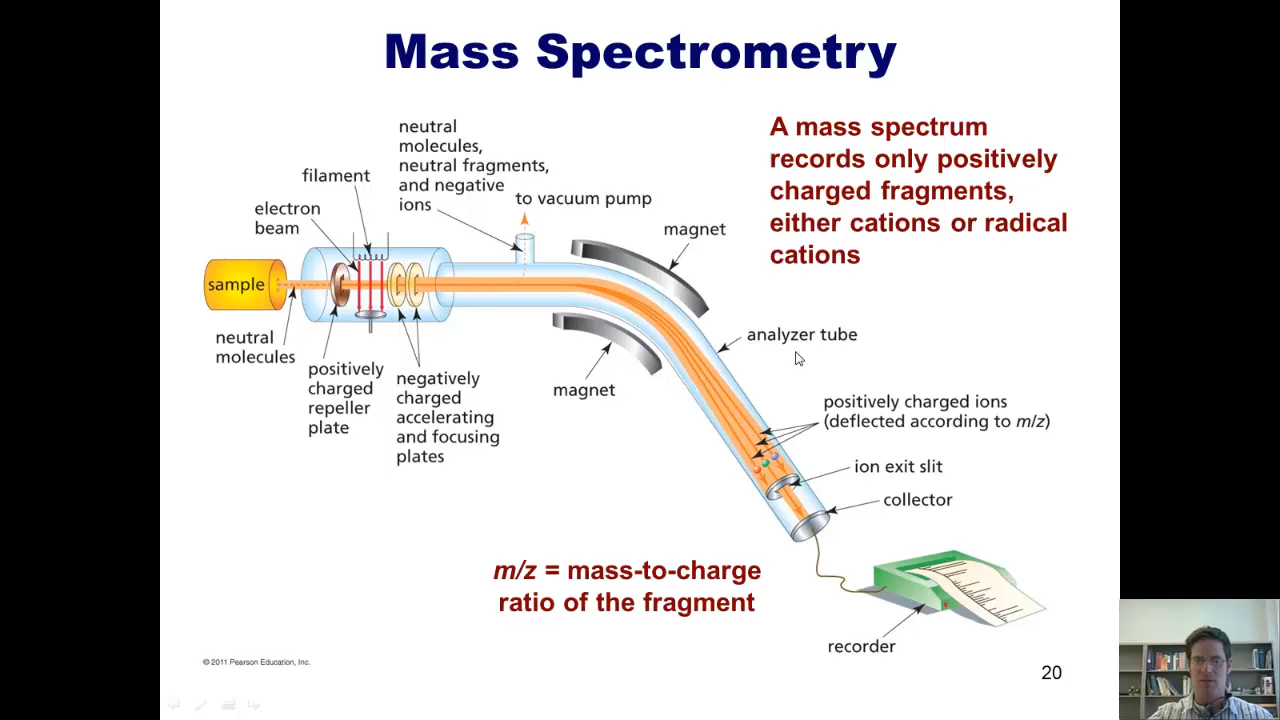 Mass Spectrometry
A mass spectrum
records only positively
charged fragments,
either cations or radical
cations
neutral
molecules,
neutral fragments,
and negative
ions
to vacuum pump
filament
electron
beam
magnet
sample
neutral
molecules
positively
charged
repeller
plate
negatively
charged
accelerating
and focusing
plates
magnet
analyzer tube
positively charged ions
(deflected according to m/z)
ion exit slit
collector
m/z = mass-to-charge
ratio of the fragment
recorder
© 2011 Pearson Education, Inc.
20